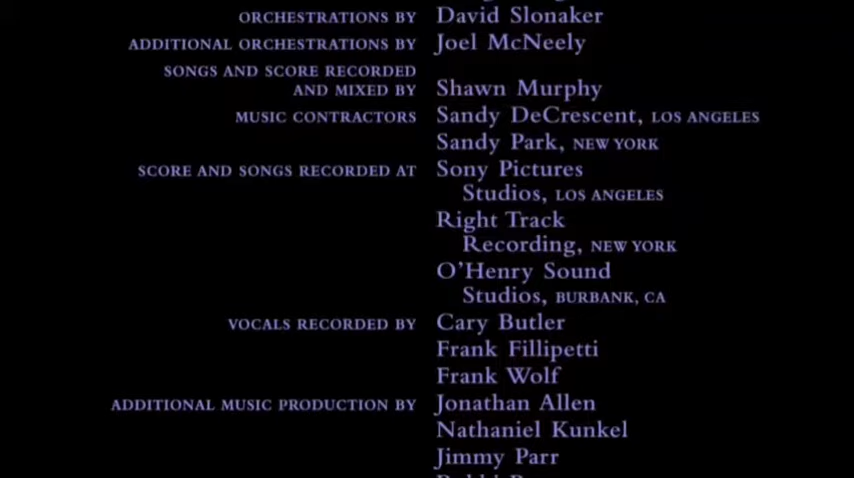 ORCHESTRATIONS BY David Slonaker
ADDITIONAL ORCHESTRATIONS BY Joel McNeely
SONGS AND SCORE RECORDED
AND MIXED BY Shawn Murphy
MUSIC CONTRACTORS Sandy DeCrescent, LOS ANGELES
Sandy Park, NEW YORK
SCORE AND SONGS RECORDED AT Sony Pictures
Studios, LOS ANGELES
Right Track
Recording, NEW YORK
O'Henry Sound
Studios, BURBANK, CA
VOCALS RECORDED BY Cary Butler
Frank Fillipetti
Frank Wolf
ADDITIONAL MUSIC PRODUCTION BY Jonathan Allen
Nathaniel Kunkel
Jimmy Parr